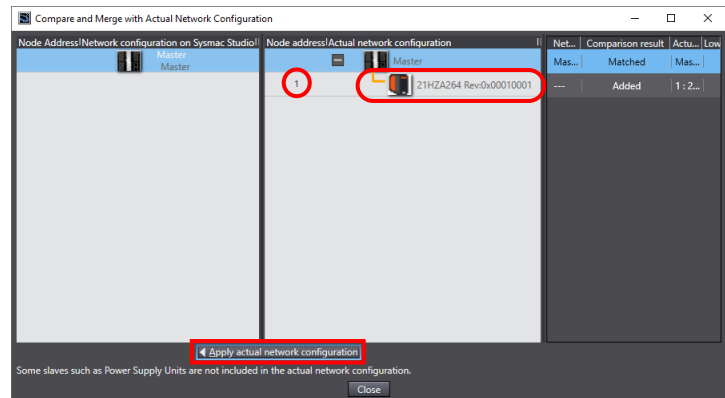 Compare and Merge with Actual Network Configuration
Node Address|Network configuration on Sysmac Studio
Master
Master
Node address|Actual network configuration
Master
1
21HZA264 Rev:0x00010001
Net... Comparison result Actu... Low
Mas... Matched Mas...
--- Added 1 : 2...
Apply actual network configuration
Some slaves such as Power Supply Units are not included in the actual network configuration.
Close